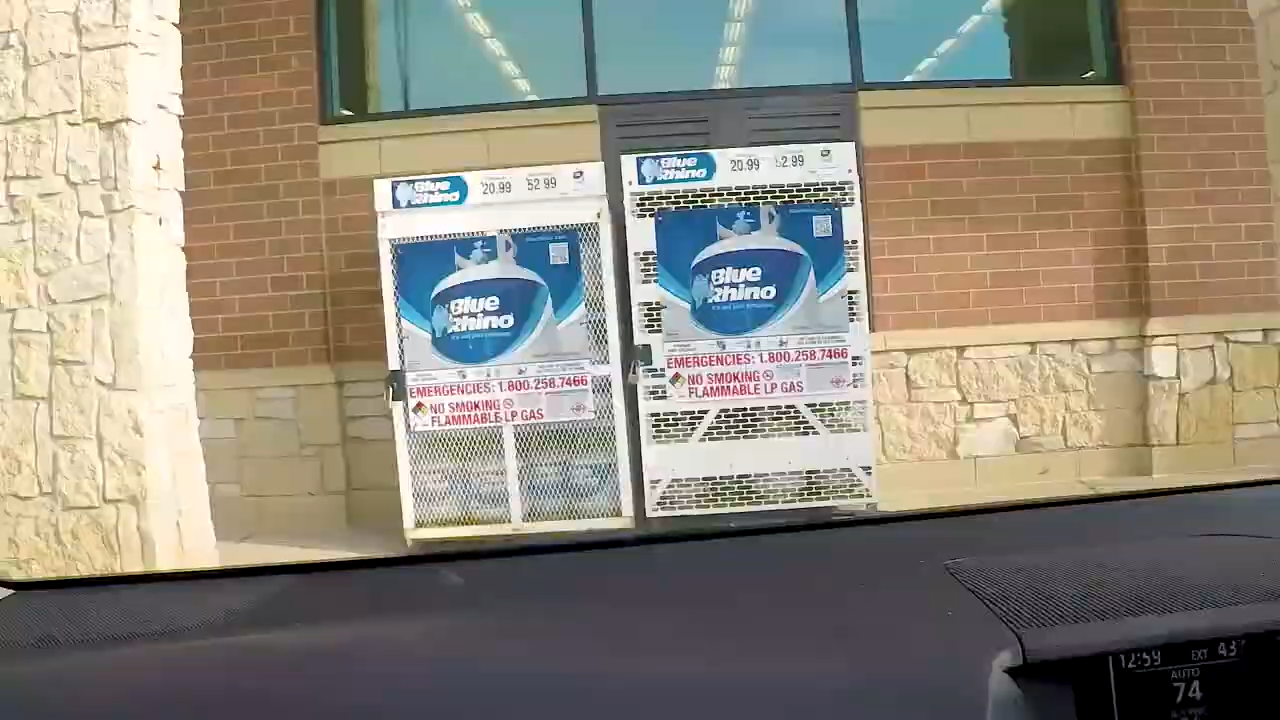 Blue Rhino 20.99 52.99
Blue Rhino 20.99 52.99
Blue
Rhino
Blue
Rhino
EMERGENCIES: 1.800.258.7466
NO SMOKING
FLAMMABLE LP GAS
EMERGENCIES: 1.800.258.7466
NO SMOKING
FLAMMABLE LP GAS
12:59 EXT 43°
AUTO
74